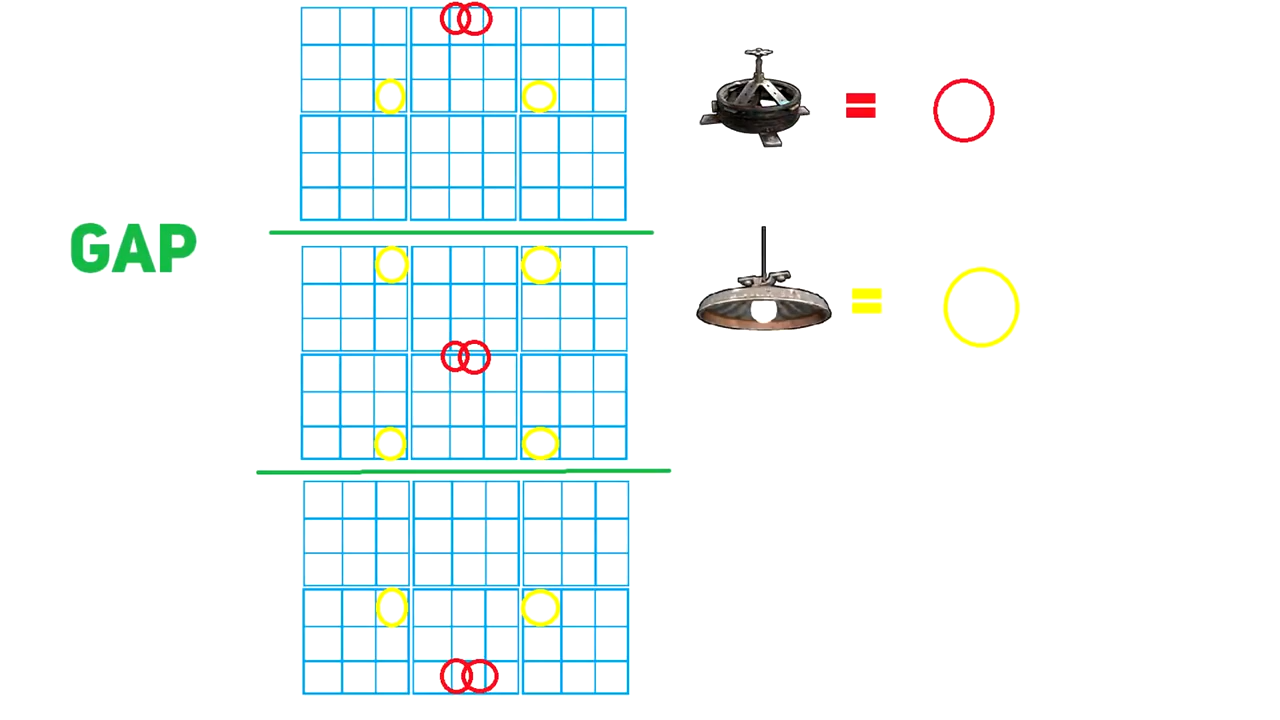 GAP
=
=